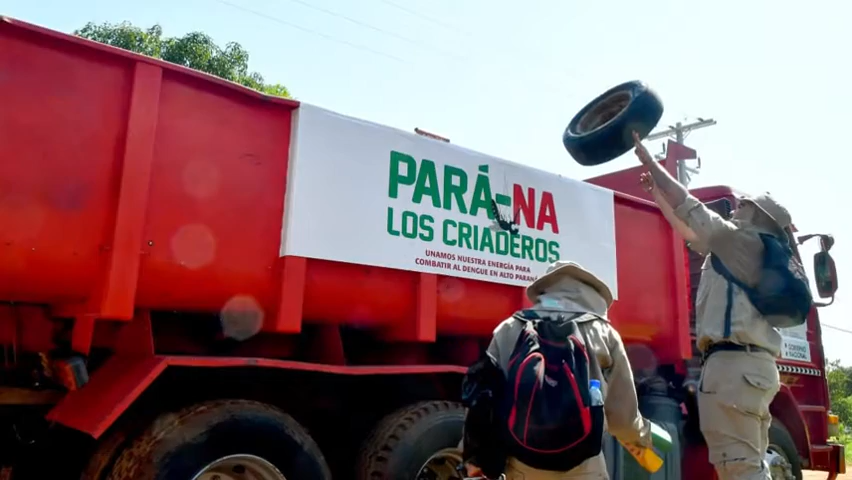 PARÁ-NA
LOS CRIADEROS
UNAMOS NUESTRA ENERGÍA PARA
COMBATIR AL DENGUE EN ALTO PARANÁ